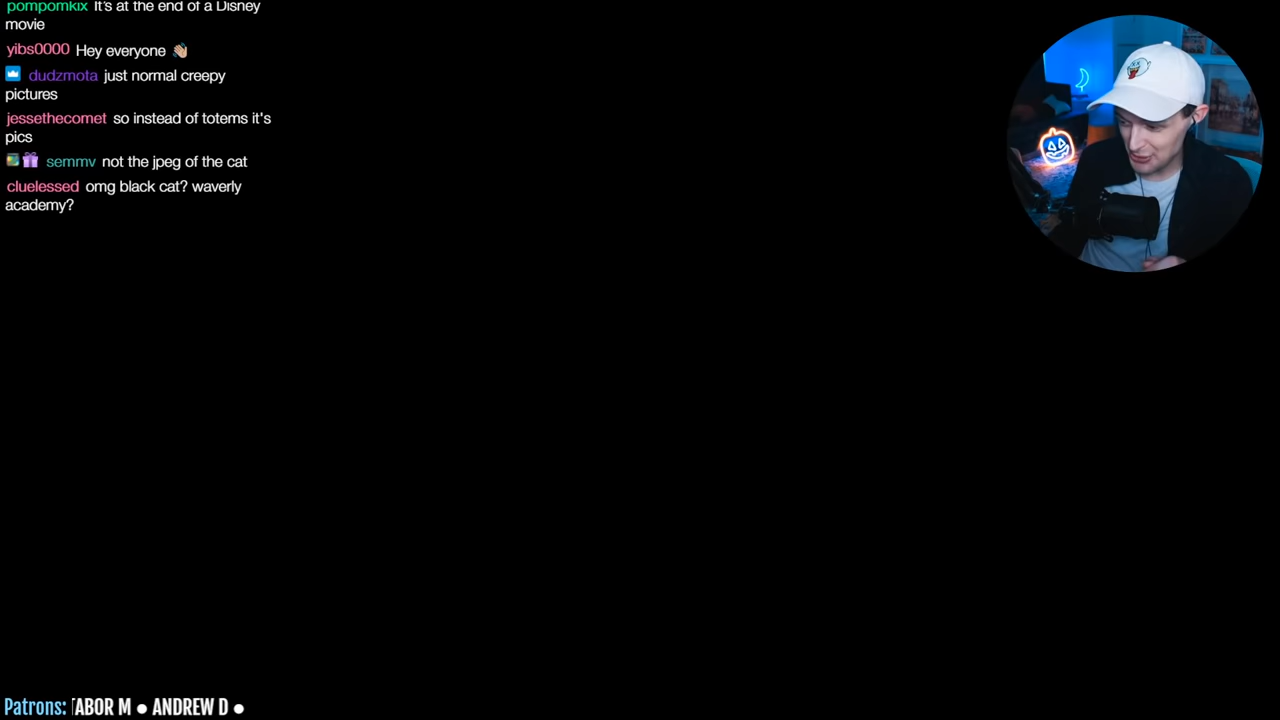 pompomkix It's at the end of a Disney
movie
yibs0000 Hey everyone 👋🏼
dudzmota just normal creepy
pictures
jessethecomet so instead of totems it's
pics
semmv not the jpeg of the cat
cluelessed omg black cat? waverly
academy?
Patrons: TABOR M ● ANDREW D ●